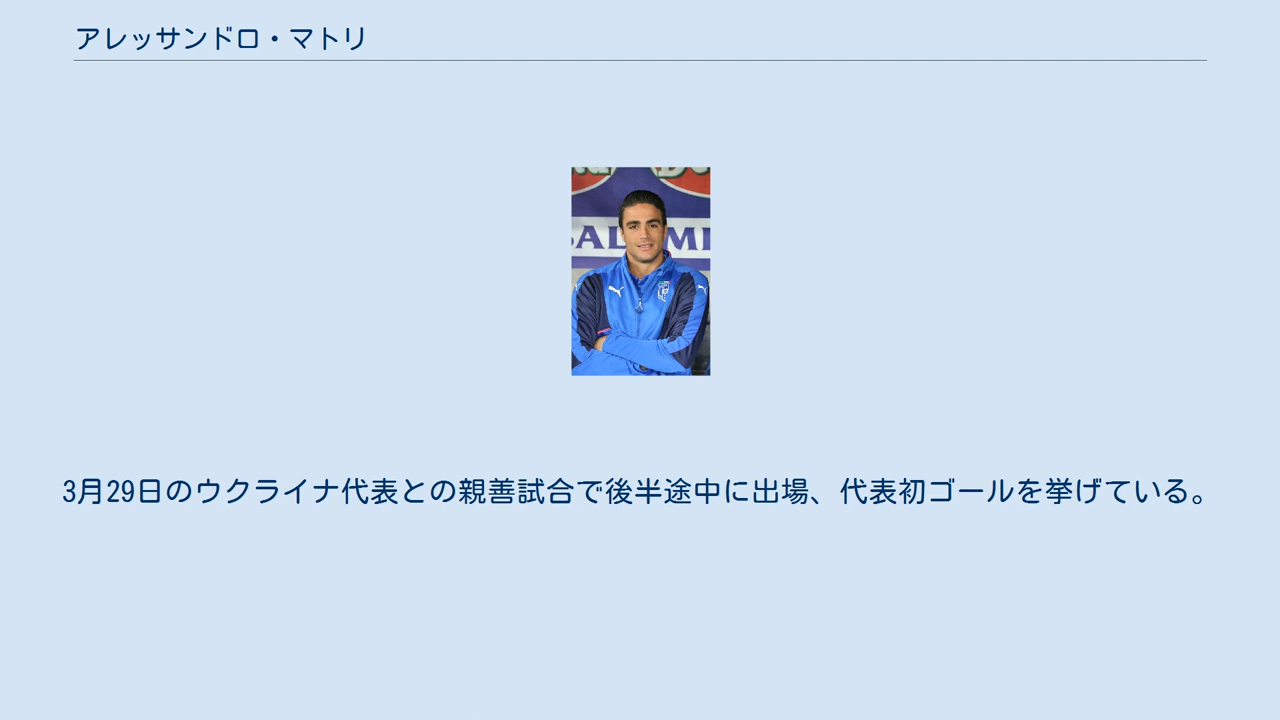 アレッサンドロ・マトリ
SAL MI
3月29日のウクライナ代表との親善試合で後半途中に出場、代表初ゴールを挙げている。